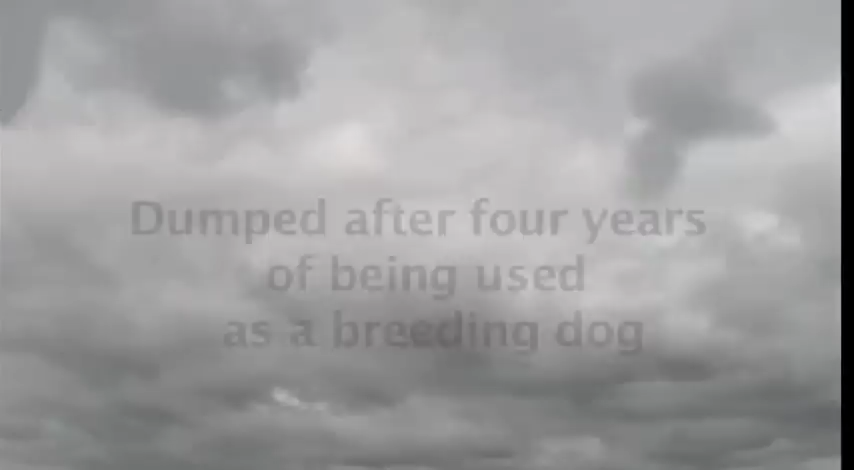 Dumped after four years
of being used
as a breeding dog